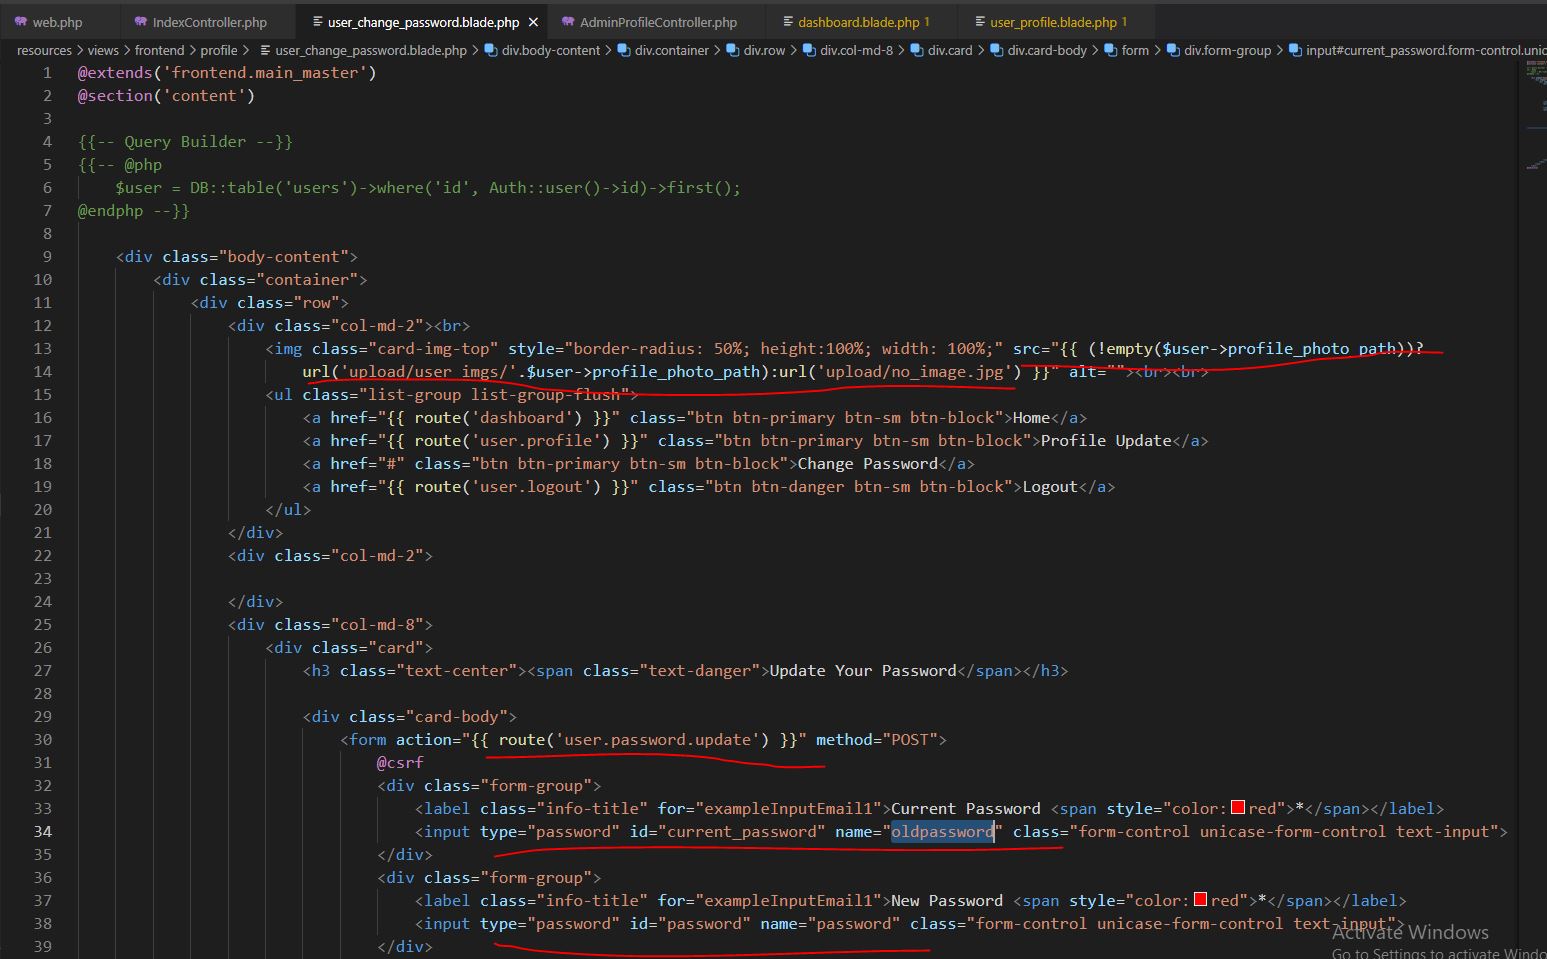 web.php IndexController.php user_change_password.blade.php × AdminProfileController.php dashboard.blade.php 1 user_profile.blade.php 1
resources > views > frontend > profile > user_change_password.blade.php > div.body-content > div.container > div.row > div.col-md-8 > div.card > div.card-body > form > div.form-group > input#current_password.form-control.unic
1 @extends('frontend.main_master')
2 @section('content')
3
4 {{-- Query Builder --}}
5 {{-- @php
6 $user = DB::table('users')->where('id', Auth::user()->id)->first();
7 @endphp --}}
8
9 <div class="body-content">
10 <div class="container">
11 <div class="row">
12 <div class="col-md-2"><br>
13 <img class="card-img-top" style="border-radius: 50%; height:100%; width: 100%;" src="{{ (!empty($user->profile_photo_path))?
14 url('upload/user_imgs/'.$user->profile_photo_path):url('upload/no_image.jpg') }}" alt=""><br><br>
15 <ul class="list-group list-group-flush">
16 <a href="{{ route('dashboard') }}" class="btn btn-primary btn-sm btn-block">Home</a>
17 <a href="{{ route('user.profile') }}" class="btn btn-primary btn-sm btn-block">Profile Update</a>
18 <a href="#" class="btn btn-primary btn-sm btn-block">Change Password</a>
19 <a href="{{ route('user.logout') }}" class="btn btn-danger btn-sm btn-block">Logout</a>
20 </ul>
21 </div>
22 <div class="col-md-2">
23
24 </div>
25 <div class="col-md-8">
26 <div class="card">
27 <h3 class="text-center"><span class="text-danger">Update Your Password</span></h3>
28
29 <div class="card-body">
30 <form action="{{ route('user.password.update') }}" method="POST">
31 @csrf
32 <div class="form-group">
33 <label class="info-title" for="exampleInputEmail1">Current Password <span style="color:red">*</span></label>
34 <input type="password" id="current_password" name="oldpassword" class="form-control unicase-form-control text-input">
35 </div>
36 <div class="form-group">
37 <label class="info-title" for="exampleInputEmail1">New Password <span style="color:red">*</span></label>
38 <input type="password" id="password" name="password" class="form-control unicase-form-control text-input">
39 </div>
Activate Windows
Go to Settings to activate Windo